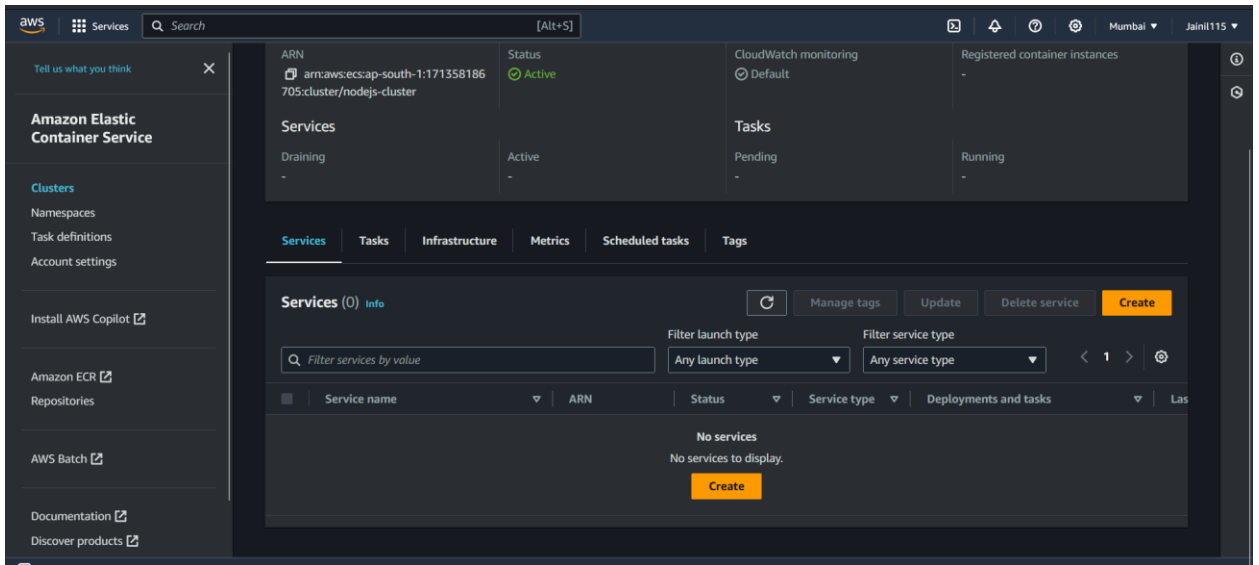 aws Services Search [Alt+S] Mumbai Jainil115
Tell us what you think
Amazon Elastic
Container Service
Clusters
Namespaces
Task definitions
Account settings
Install AWS Copilot
Amazon ECR
Repositories
AWS Batch
Documentation
Discover products
ARN Status CloudWatch monitoring Registered container instances
arn:aws:ecs:ap-south-1:171358186 Active Default -
705:cluster/nodejs-cluster
Services Tasks
Draining Active Pending Running
- - - -
Services Tasks Infrastructure Metrics Scheduled tasks Tags
Services (0) Info Manage tags Update Delete service Create
Filter launch type Filter service type
Filter services by value Any launch type Any service type 1
Service name ARN Status Service type Deployments and tasks Las
No services
No services to display.
Create